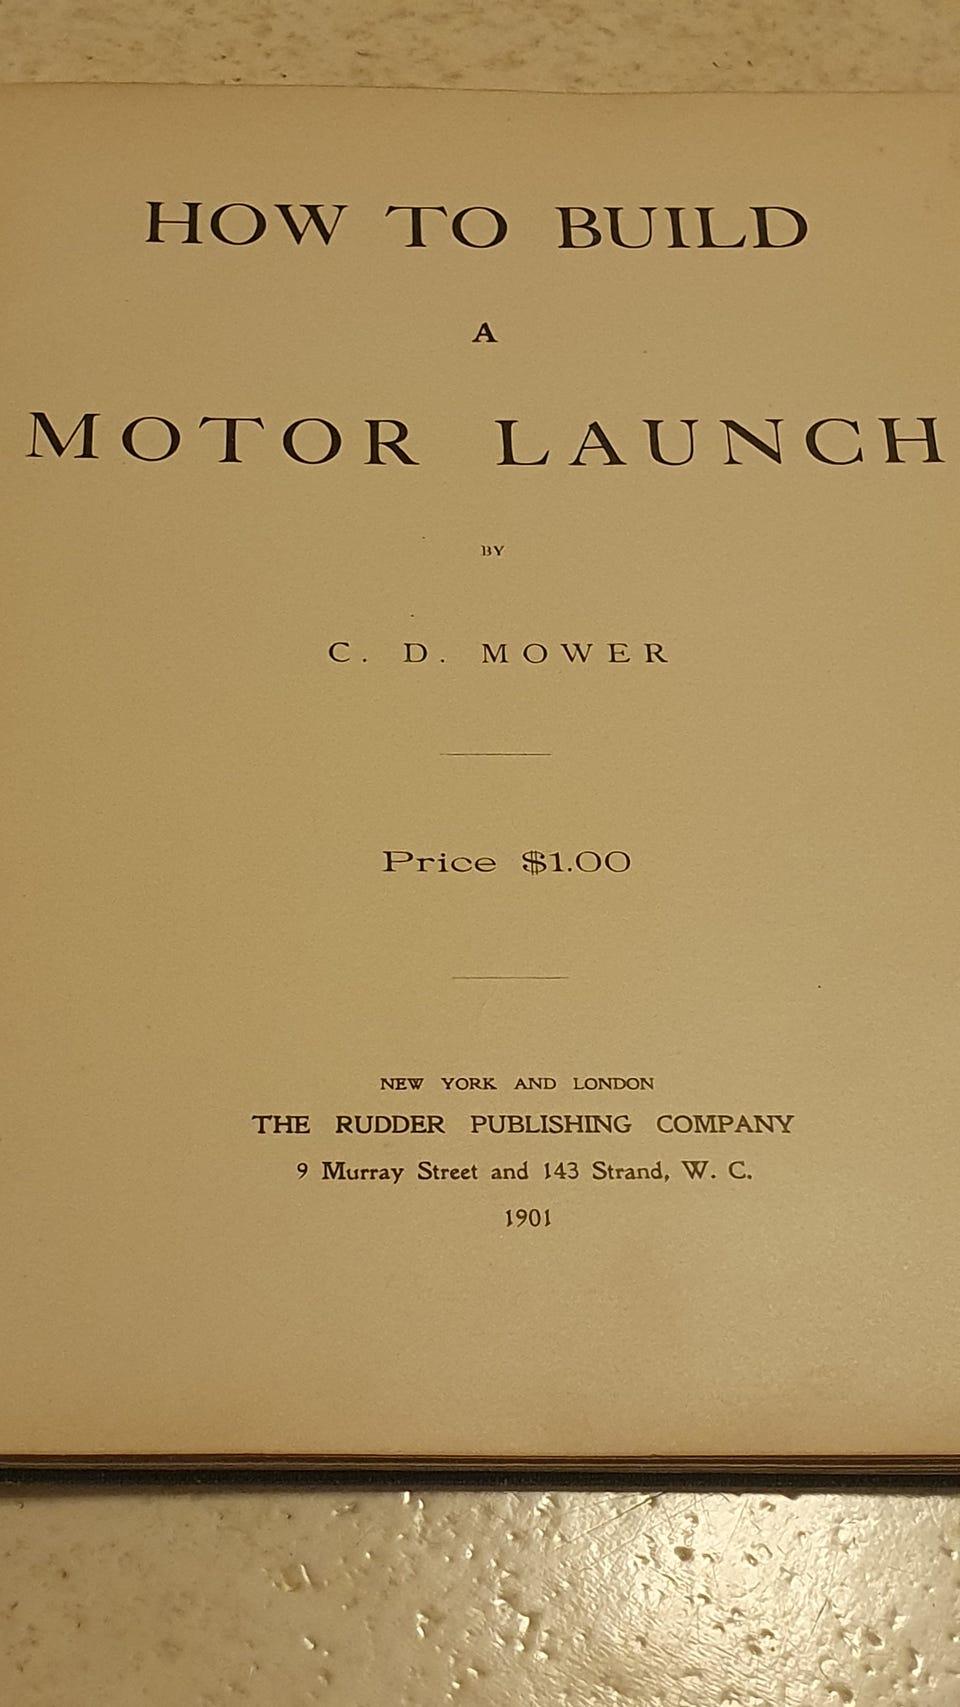 HOW TO BUILD
A
MOTOR LAUNCH
BY
C. D. MOWER
Price $1.00
NEW YORK AND LONDON
THE RUDDER PUBLISHING COMPANY
9 Murray Street and 143 Strand, W. C.
1901